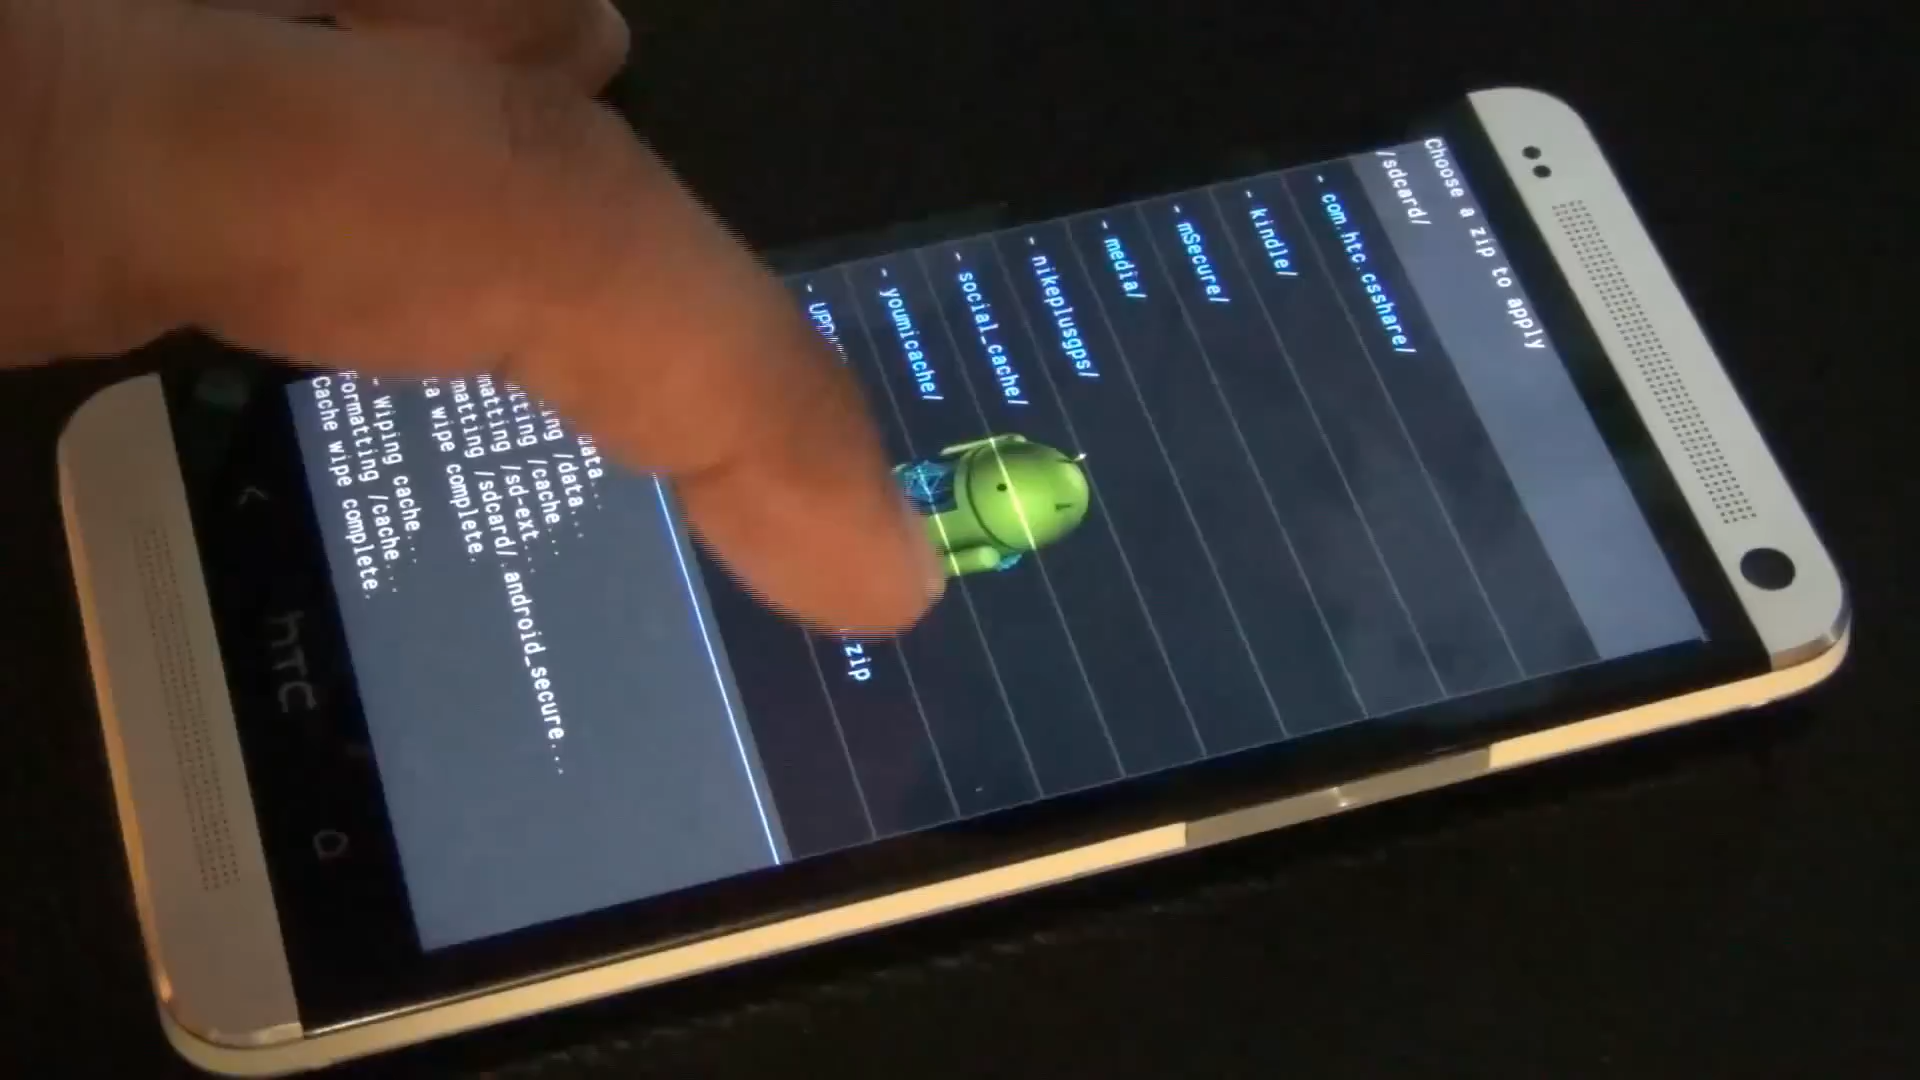 Choose a zip to apply
/sdcard/
- com.htc.csshare/
- kindle/
- mSecure/
- media/
- nikeplusgps/
- social_cache/
- youmicache/
- zip
data...
/data...
/cache...
/sd-ext...
matting /sdcard/.android_secure...
wipe complete.
- Wiping cache...
Formatting /cache...
Cache wipe complete.
htc